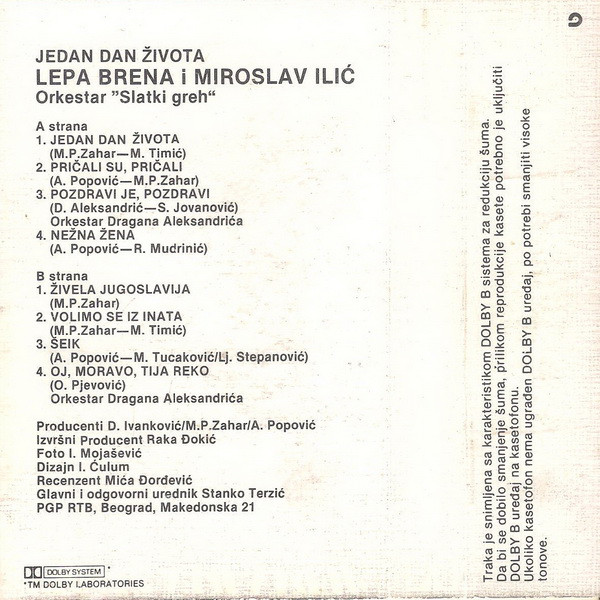 JEDAN DAN ŽIVOTA
LEPA BRENA i MIROSLAV ILIĆ
Orkestar "Slatki greh“
A strana
1. JEDAN DAN ŽIVOTA
(M.P.Zahar—M. Timić)
2. PRIČALI SU, PRIČALI
(A. Popović—M.P.Zahar)
3. POZDRAVI JE, POZDRAVI
(D. Aleksandrić—S. Jovanović)
Orkestar Dragana Aleksandrića
4. NEŽNA ŽENA
(A. Popović—R. Mudrinić)
B strana
1. ŽIVELA JUGOSLAVIJA
(M.P.Zahar)
2. VOLIMO SE IZ INATA
(M.P.Zahar—M. Timić)
3. ŠEIK
(A. Popović—M. Tucaković/Lj. Stepanović)
4. OJ, MORAVO, TIJA REKO
(O. Pjevović)
Orkestar Dragana Aleksandrića
Producenti D. Ivanković/M.P.Zahar/A. Popović
Izvršni Producent Raka Đokić
Foto I. Mojašević
Dizajn I. Ćulum
Recenzent Mića Đorđević
Glavni i odgovorni urednik Stanko Terzić
PGP RTB, Beograd, Makedonska 21
DOLBY SYSTEM *
*TM DOLBY LABORATORIES
Traka je snimljena sa karakteristikom DOLBY B sistema za redukciju šuma.
Da bi se dobilo smanjenje šuma, prilikom reprodukcije kasete potrebno je uključiti
DOLBY B uređaj na kasetofonu.
Ukoliko kasetofon nema ugrađen DOLBY B uređaj, po potrebi smanjiti visoke
tonove.